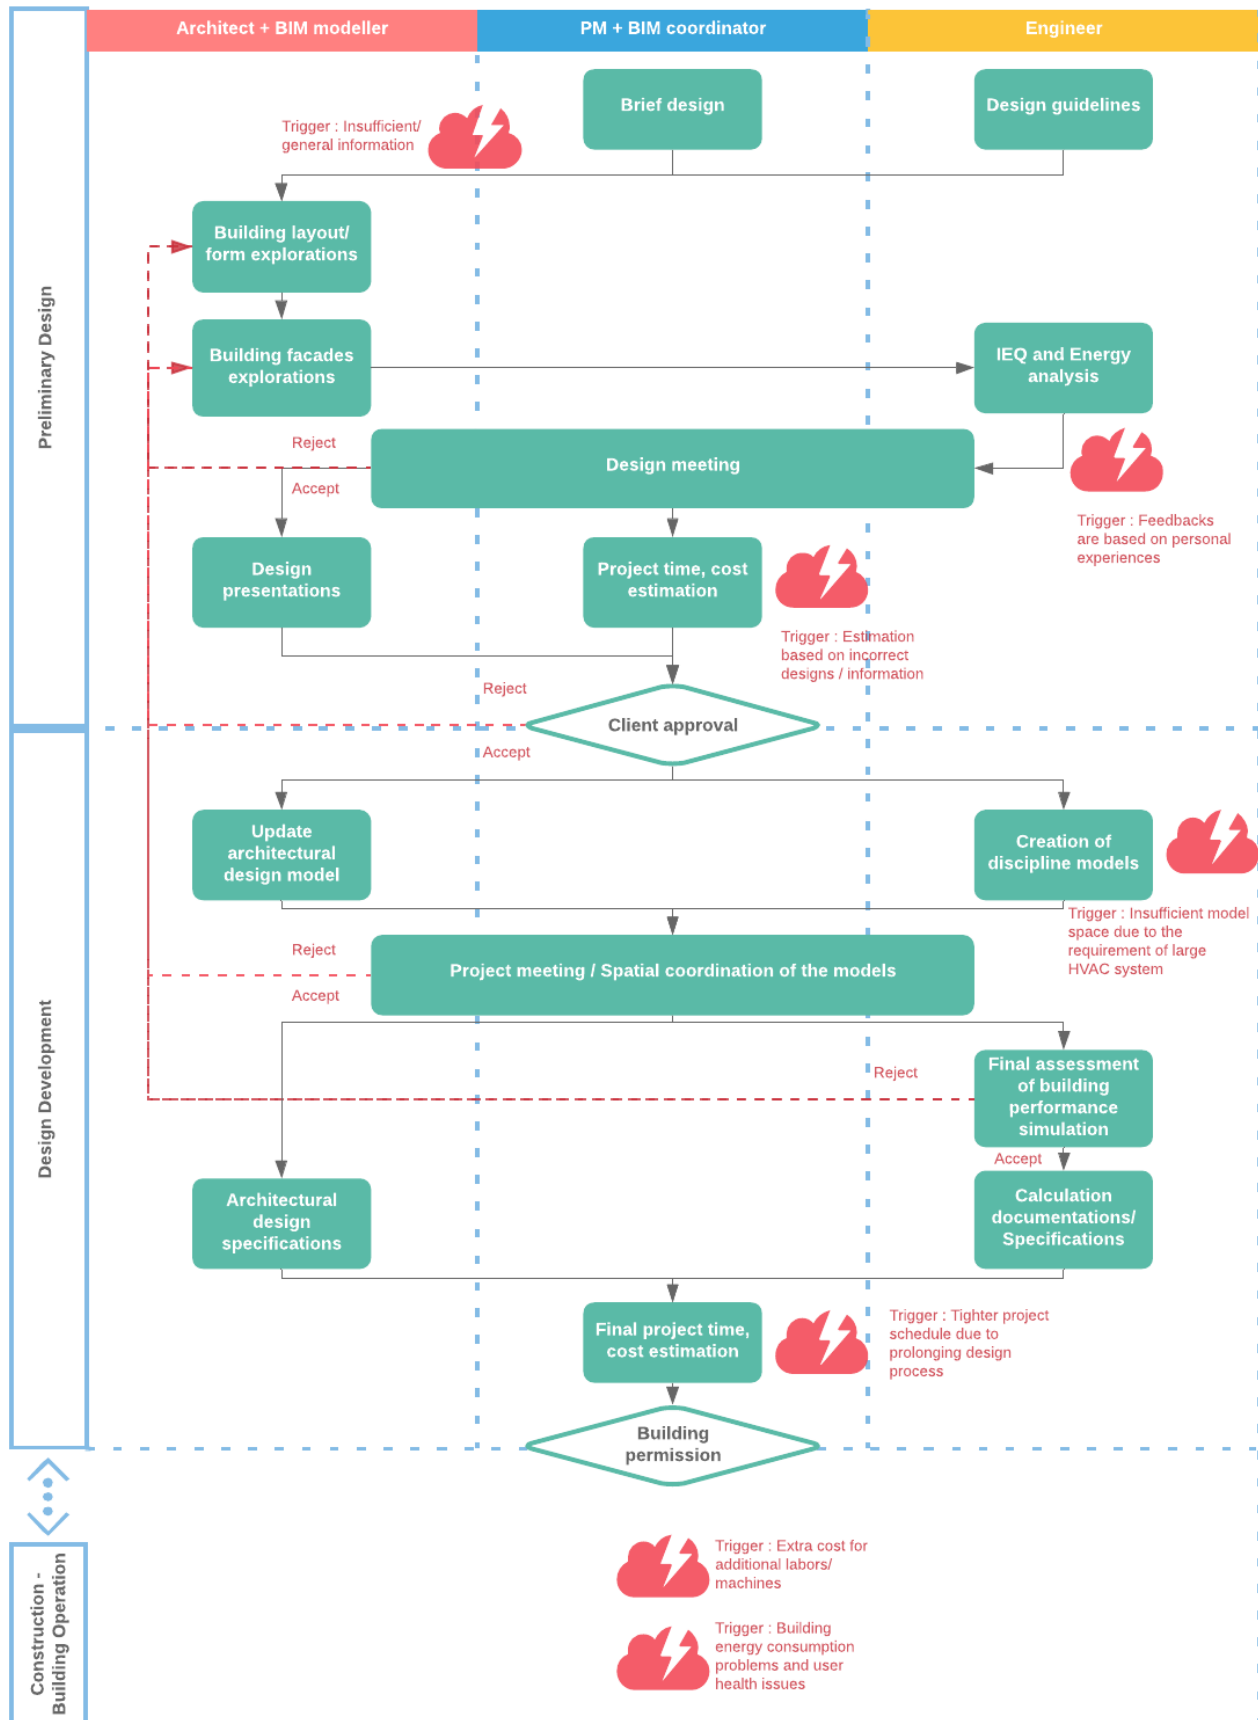 Architect + BIM modeller
PM + BIM coordinator
Engineer
Preliminary Design
Brief design
Design guidelines
Trigger : Insufficient/
general information
Building layout/
form explorations
Building facades
explorations
IEQ and Energy
analysis
Reject
Design meeting
Accept
Trigger : Feedbacks
are based on personal
experiences
Design
presentations
Project time, cost
estimation
Trigger : Estimation
based on incorrect
designs / information
Reject
Client approval
Accept
Design Development
Update
architectural
design model
Creation of
discipline models
Trigger : Insufficient model
space due to the
requirement of large
HVAC system
Reject
Project meeting / Spatial coordination of the models
Accept
Reject
Final assessment
of building
performance
simulation
Accept
Architectural
design
specifications
Calculation
documentations/
Specifications
Final project time,
cost estimation
Trigger : Tighter project
schedule due to
prolonging design
process
Building
permission
Construction -
Building Operation
Trigger : Extra cost for
additional labors/
machines
Trigger : Building
energy consumption
problems and user
health issues